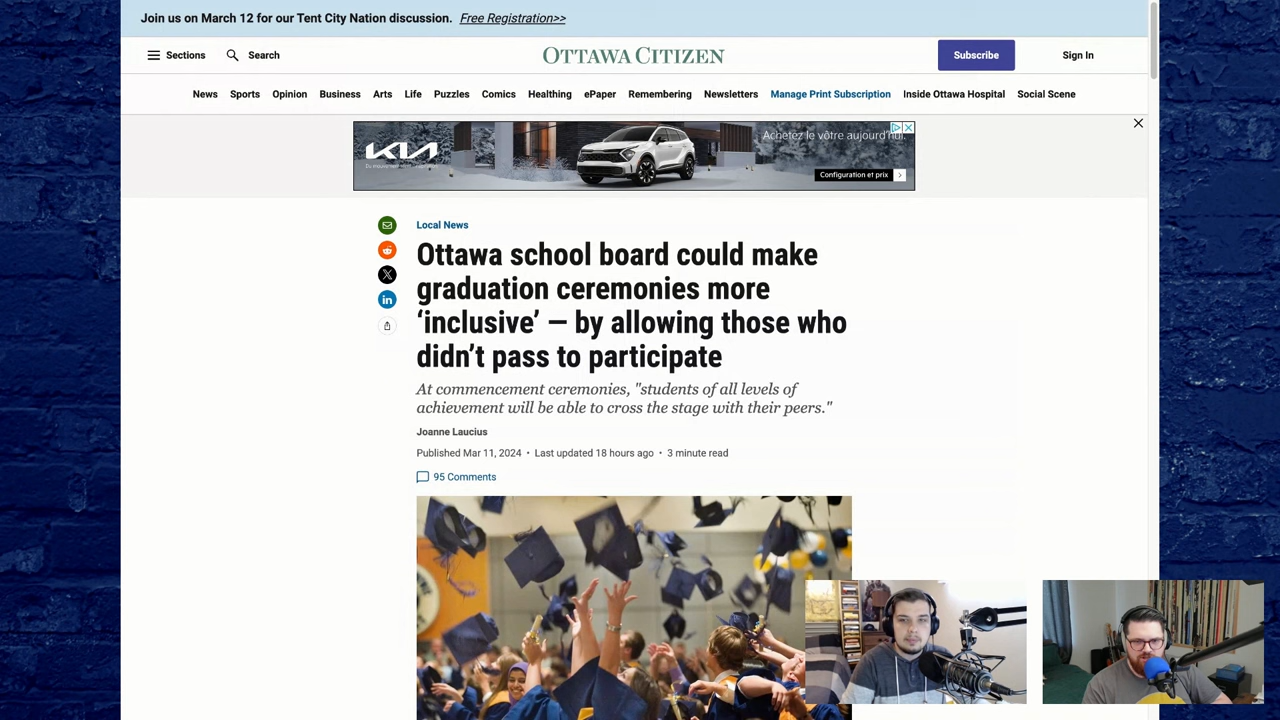 Join us on March 12 for our Tent City Nation discussion. Free Registration>>
Sections Search OTTAWA CITIZEN Subscribe Sign In
News Sports Opinion Business Arts Life Puzzles Comics Healthing ePaper Remembering Newsletters Manage Print Subscription Inside Ottawa Hospital Social Scene
KIA
Achetez le vôtre aujourd'hui.
Configuration et prix
Local News
Ottawa school board could make
graduation ceremonies more
‘inclusive’ — by allowing those who
didn’t pass to participate
At commencement ceremonies, "students of all levels of
achievement will be able to cross the stage with their peers."
Joanne Laucius
Published Mar 11, 2024 • Last updated 18 hours ago • 3 minute read
95 Comments